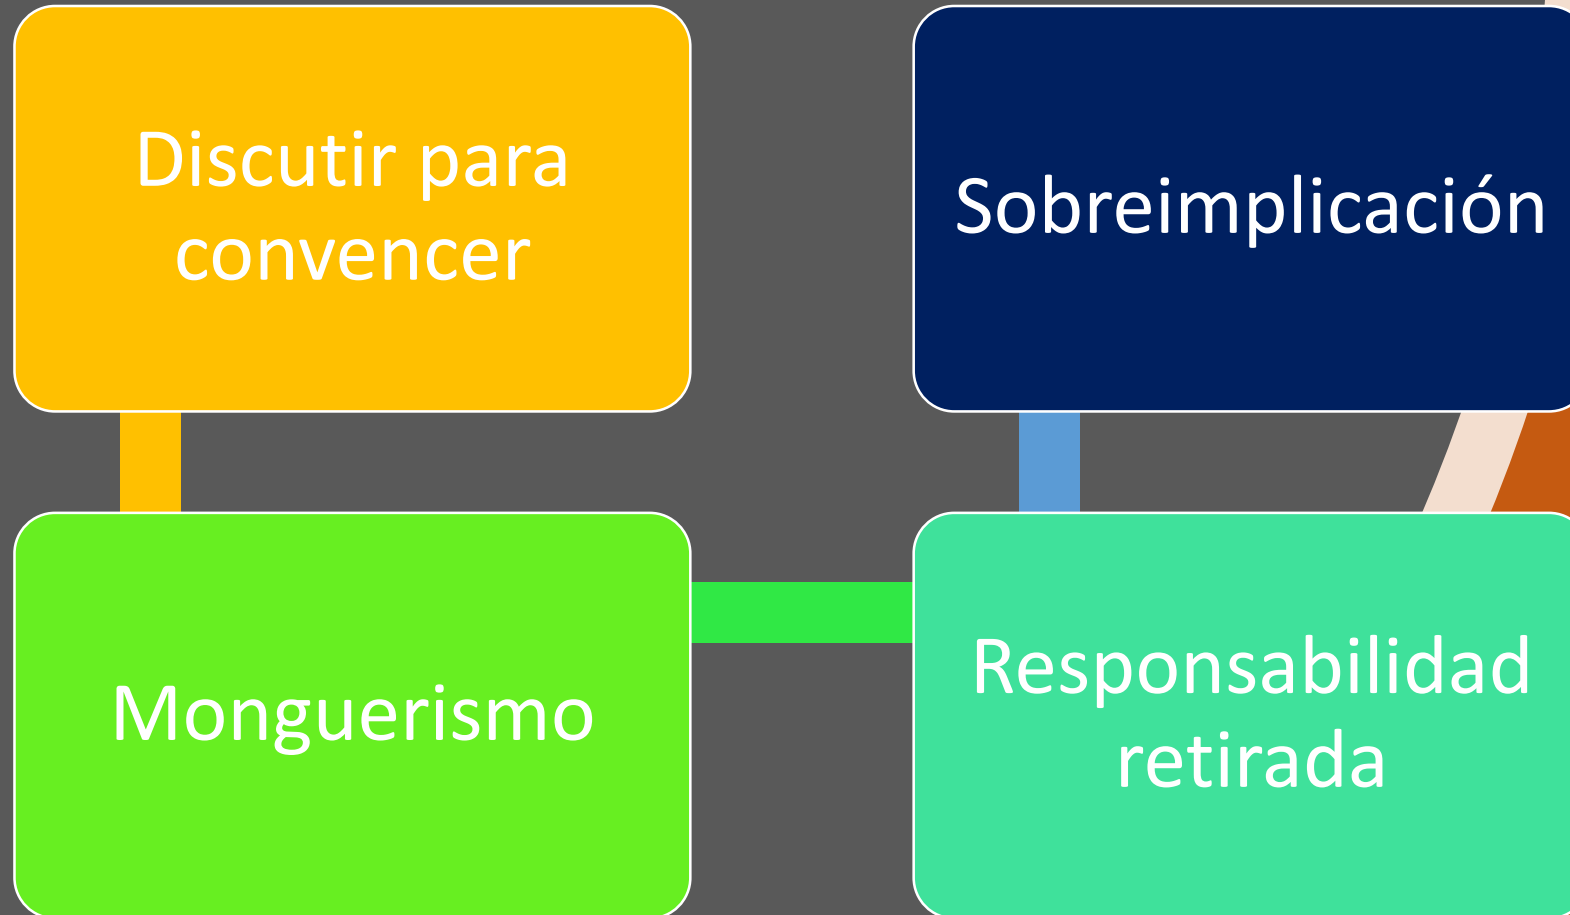 Discutir para
convencer
Monguerismo
Responsabilidad
retirada
Sobreimplicación